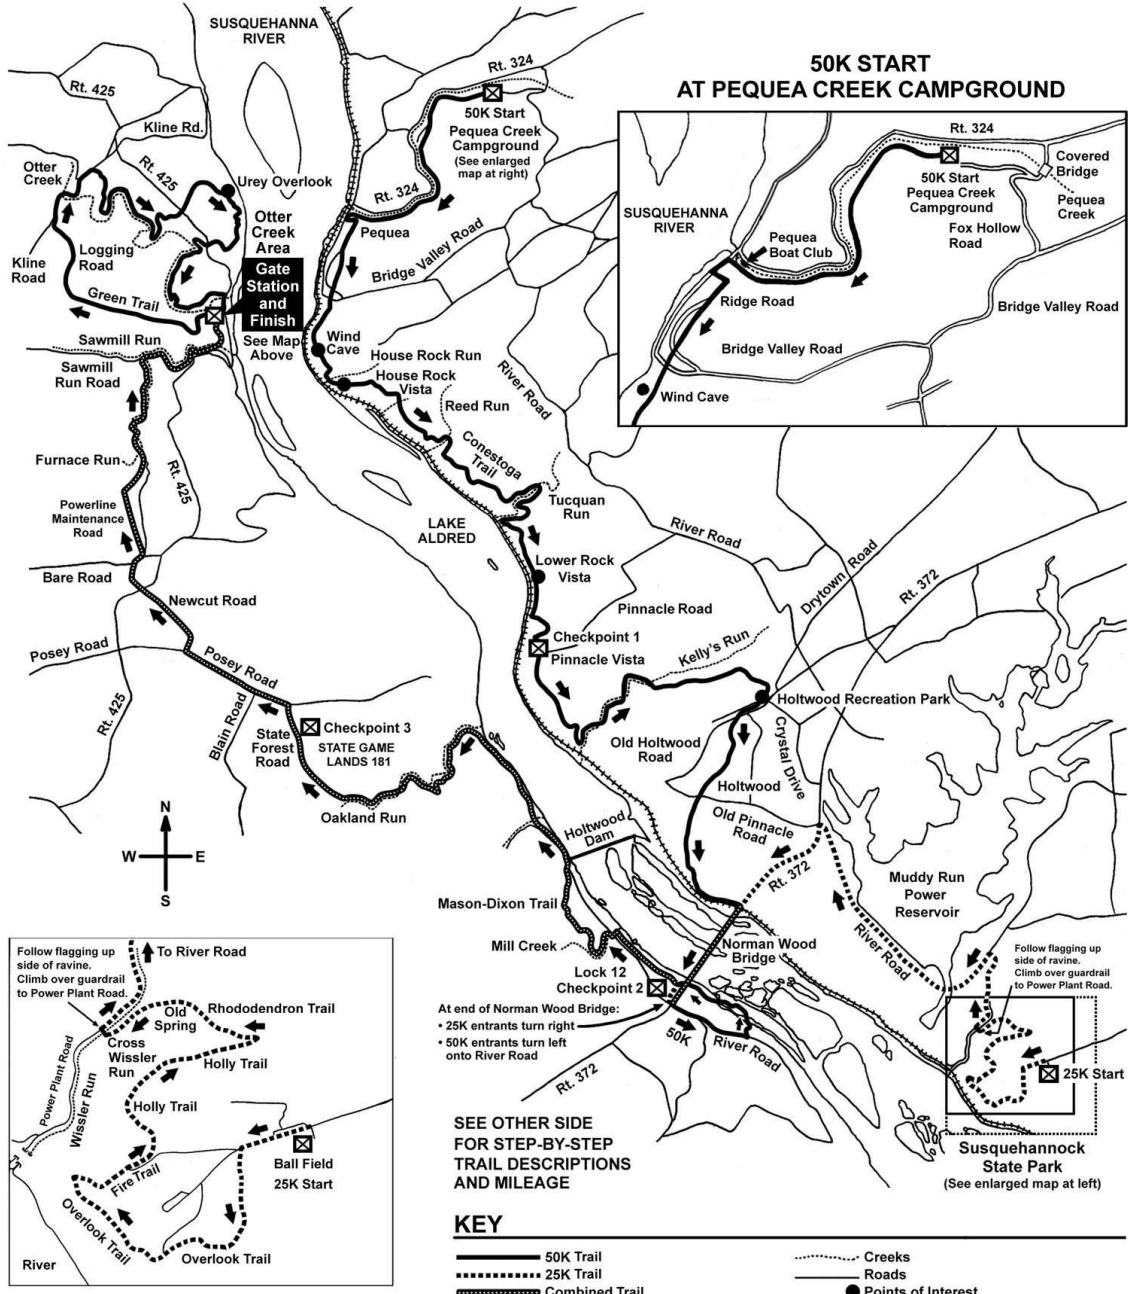 SUSQUEHANNA
RIVER
Rt. 324
50K START
AT PEQUEA CREEK CAMPGROUND
Rt. 425
Kline Rd.
50K Start
Pequea Creek
Campground
(See enlarged
map at right)
Rt. 324
Covered
Bridge
50K Start
Pequea Creek
Campground
Pequea
Creek
Otter
Creek
Rt. 425
Urey Overlook
Rt. 324
SUSQUEHANNA
RIVER
Fox Hollow
Road
Otter
Creek
Area
Pequea
Pequea
Boat Club
Logging
Road
Kline
Road
Bridge Valley Road
Gate
Station
and
Finish
Green Trail
Ridge Road
Bridge Valley Road
See Map
Above
Sawmill Run
Sawmill
Run Road
Wind
Cave
House Rock Run
House Rock
Vista
River Road
Bridge Valley Road
Wind Cave
Reed Run
Conestoga
Trail
Furnace Run
Rt. 425
Tucquan
Run
Powerline
Maintenance
Road
LAKE
ALDRED
River Road
Drytown Road
Rt. 372
Lower Rock
Vista
Bare Road
Newcut Road
Pinnacle Road
Checkpoint 1
Pinnacle Vista
Kelly's Run
Posey Road
Posey Road
Holtwood Recreation Park
Rt. 425
Blain Road
State
Forest
Road
Checkpoint 3
STATE GAME
LANDS 181
Old Holtwood
Road
Crystal Drive
Holtwood
Oakland Run
Holtwood
Dam
Old Pinnacle
Road
N
W
E
S
Rt. 372
Muddy Run
Power
Reservoir
Mason-Dixon Trail
Mill Creek
Norman Wood
Bridge
River Road
Follow flagging up
side of ravine.
Climb over guardrail
to Power Plant Road.
Lock 12
Checkpoint 2
At end of Norman Wood Bridge:
• 25K entrants turn right
• 50K entrants turn left
onto River Road
50K
River Road
Rt. 372
25K Start
Susquehannock
State Park
(See enlarged map at left)
Follow flagging up
side of ravine.
Climb over guardrail
to Power Plant Road.
To River Road
Rhododendron Trail
Old
Spring
Cross
Wissler
Run
Holly Trail
Power Plant Road
Wissler Run
Holly Trail
Ball Field
25K Start
Fire Trail
Overlook Trail
Overlook Trail
River
SEE OTHER SIDE
FOR STEP-BY-STEP
TRAIL DESCRIPTIONS
AND MILEAGE
KEY
50K Trail
25K Trail
Combined Trail
Creeks
Roads
Points of Interest